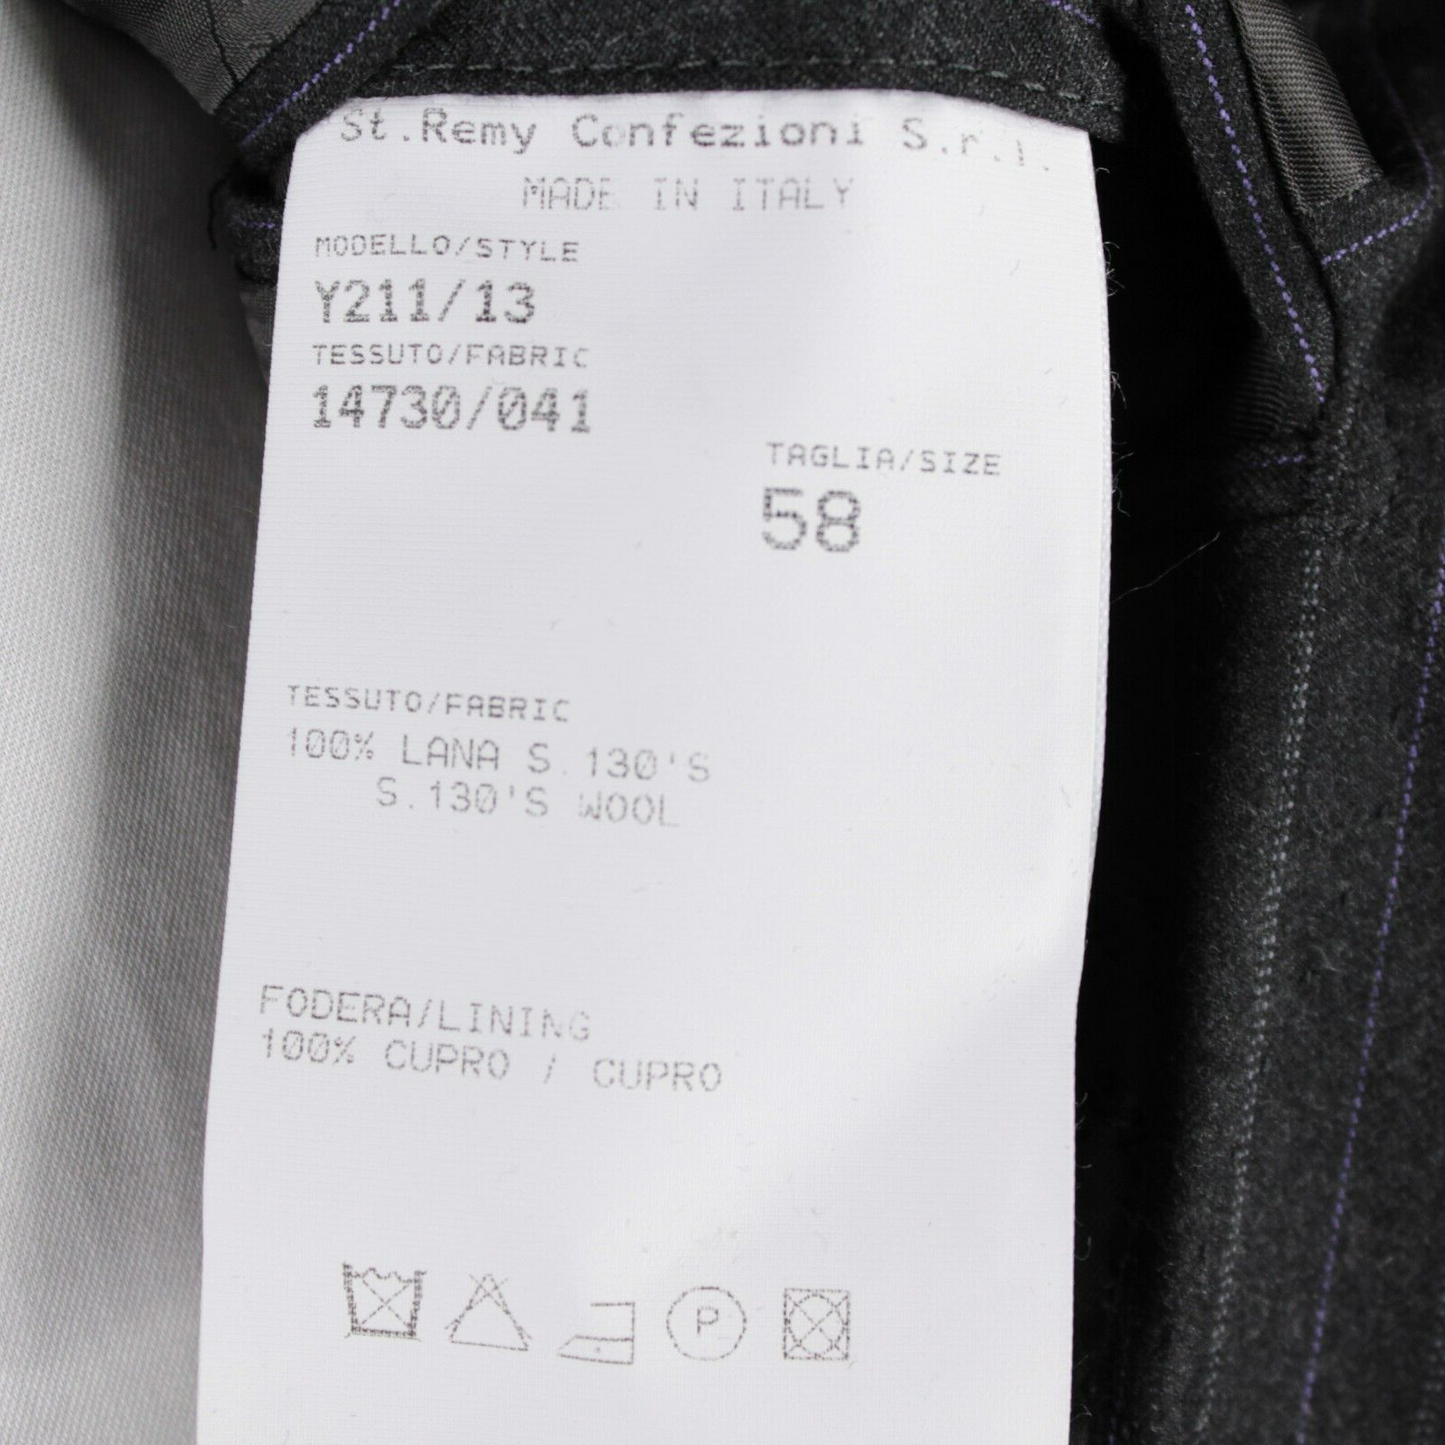 St.Remy Confezioni S.r.l.
MADE IN ITALY
MODELLO/STYLE
Y211/13
TESSUTO/FABRIC
14730/041
TAGLIA/SIZE
58
TESSUTO/FABRIC
100% LANA S.130'S
S.130'S WOOL
FODERA/LINING
100% CUPRO / CUPRO
P